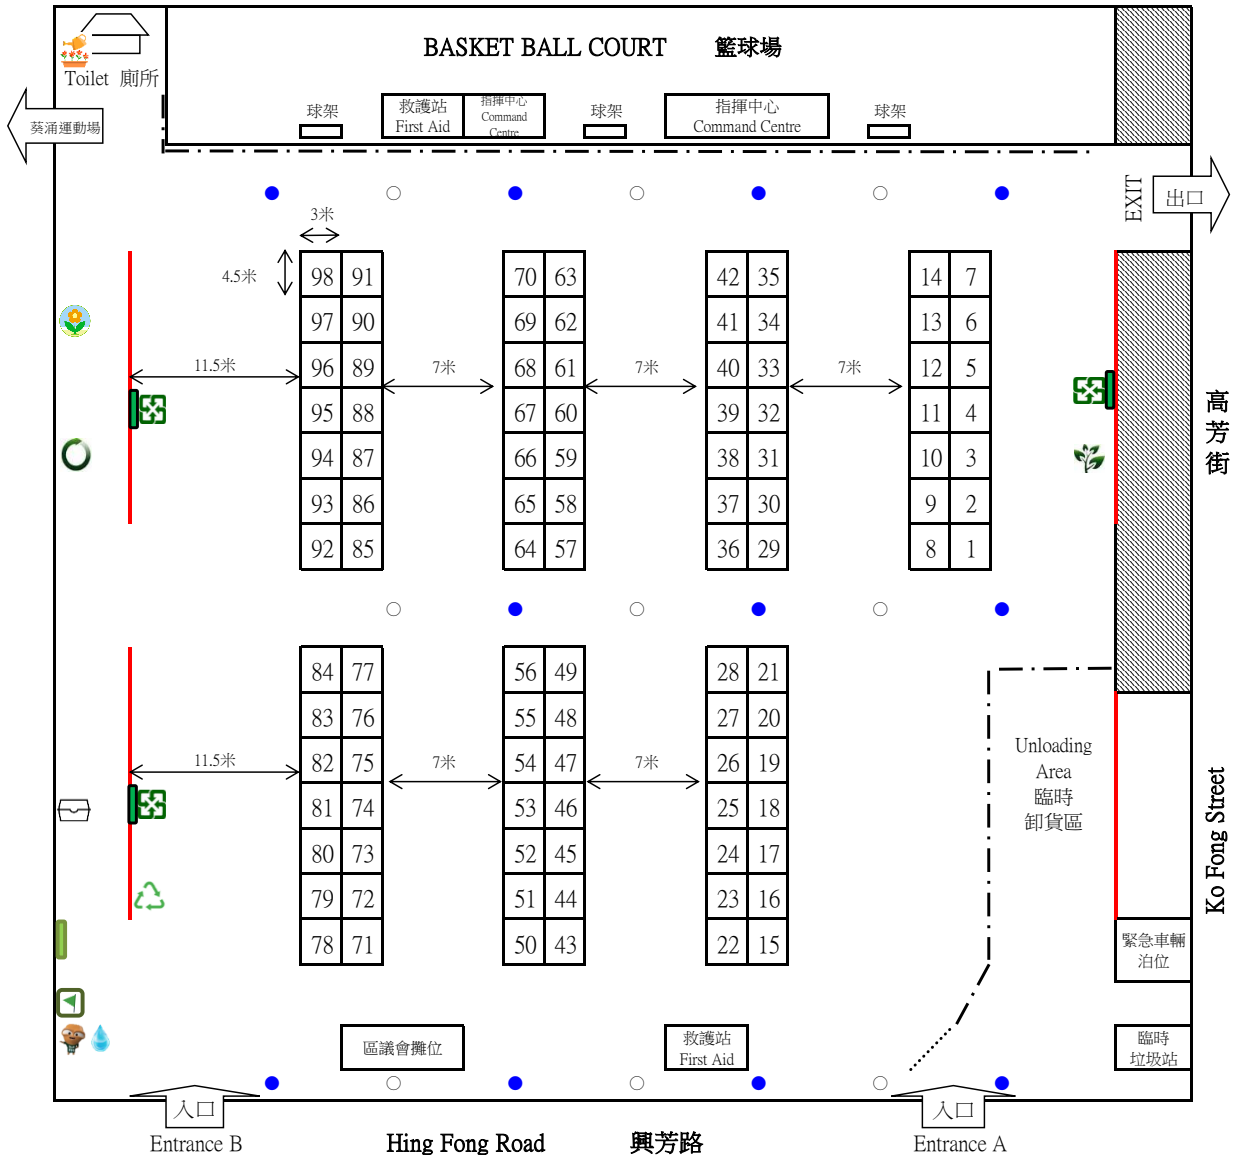 BASKET BALL COURT 籃球場
Toilet 廁所
葵涌運動場
球架
救護站
First Aid
指揮中心
Command
Centre
球架
指揮中心
Command Centre
球架
EXIT
出口
3米
4.5米
98 91 70 63 42 35 14 7
97 90 69 62 41 34 13 6
11.5米 7米 7米 7米
96 89 68 61 40 33 12 5
95 88 67 60 39 32 11 4
94 87 66 59 38 31 10 3
93 86 65 58 37 30 9 2
92 85 64 57 36 29 8 1
高芳街
84 77 56 49 28 21
83 76 55 48 27 20
11.5米 7米 7米
82 75 54 47 26 19
81 74 53 46 25 18
80 73 52 45 24 17
79 72 51 44 23 16
78 71 50 43 22 15
Unloading
Area
臨時
卸貨區
Ko Fong Street
緊急車輛
泊位
區議會攤位
救護站
First Aid
臨時
垃圾站
入口
Entrance B
Hing Fong Road 興芳路
入口
Entrance A